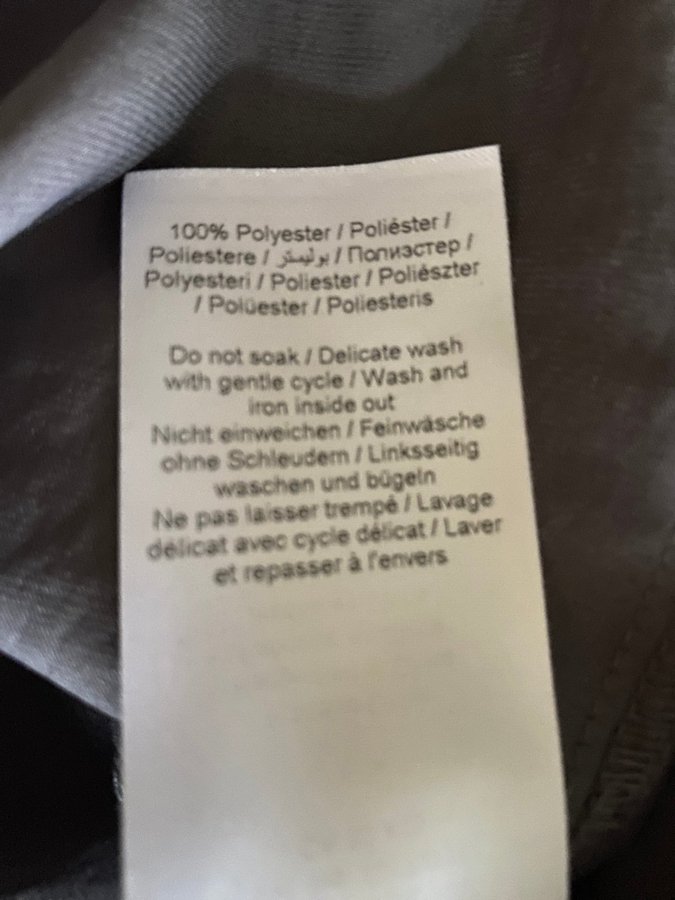 100% Polyester / Poliéster /
Poliestere / بوليستر / Полиэстер /
Polyesteri / Poliester / Poliészter
/ Polüester / Poliesteris
Do not soak / Delicate wash
with gentle cycle / Wash and
iron inside out
Nicht einweichen / Feinwäsche
ohne Schleudern / Linksseitig
waschen und bügeln
Ne pas laisser trempé / Lavage
délicat avec cycle délicat / Laver
et repasser à l'envers